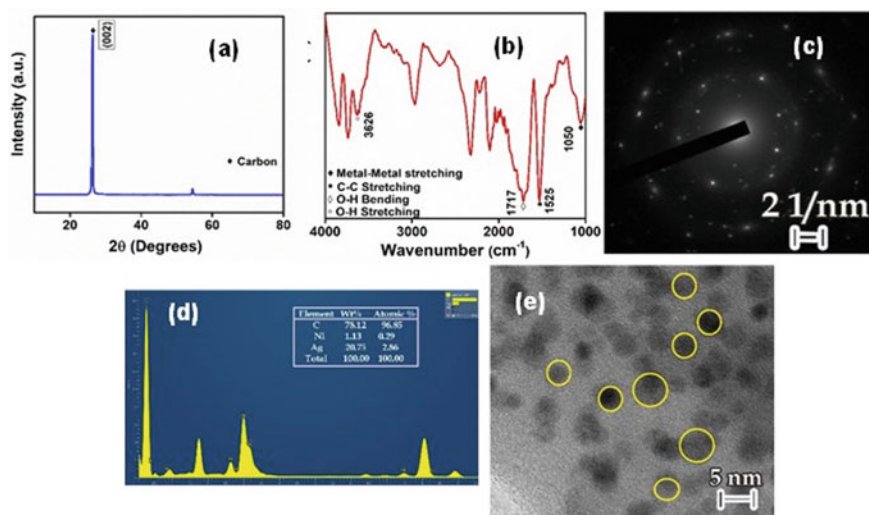 (a)
(002)
Intensity (a.u.)
Carbon
20
40
60
80
2θ (Degrees)
(b)
3626
1717
1525
1050
Metal-Metal stretching
C-C Stretching
O-H Bending
O-H Stretching
4000
3000
2000
1000
Wavenumber (cm⁻¹)
(c)
2 1/nm
(d)
Element Wt% Atomic %
C 78.12 96.85
Ni 1.13 0.29
Ag 20.75 2.86
Total 100.00 100.00
(e)
5 nm